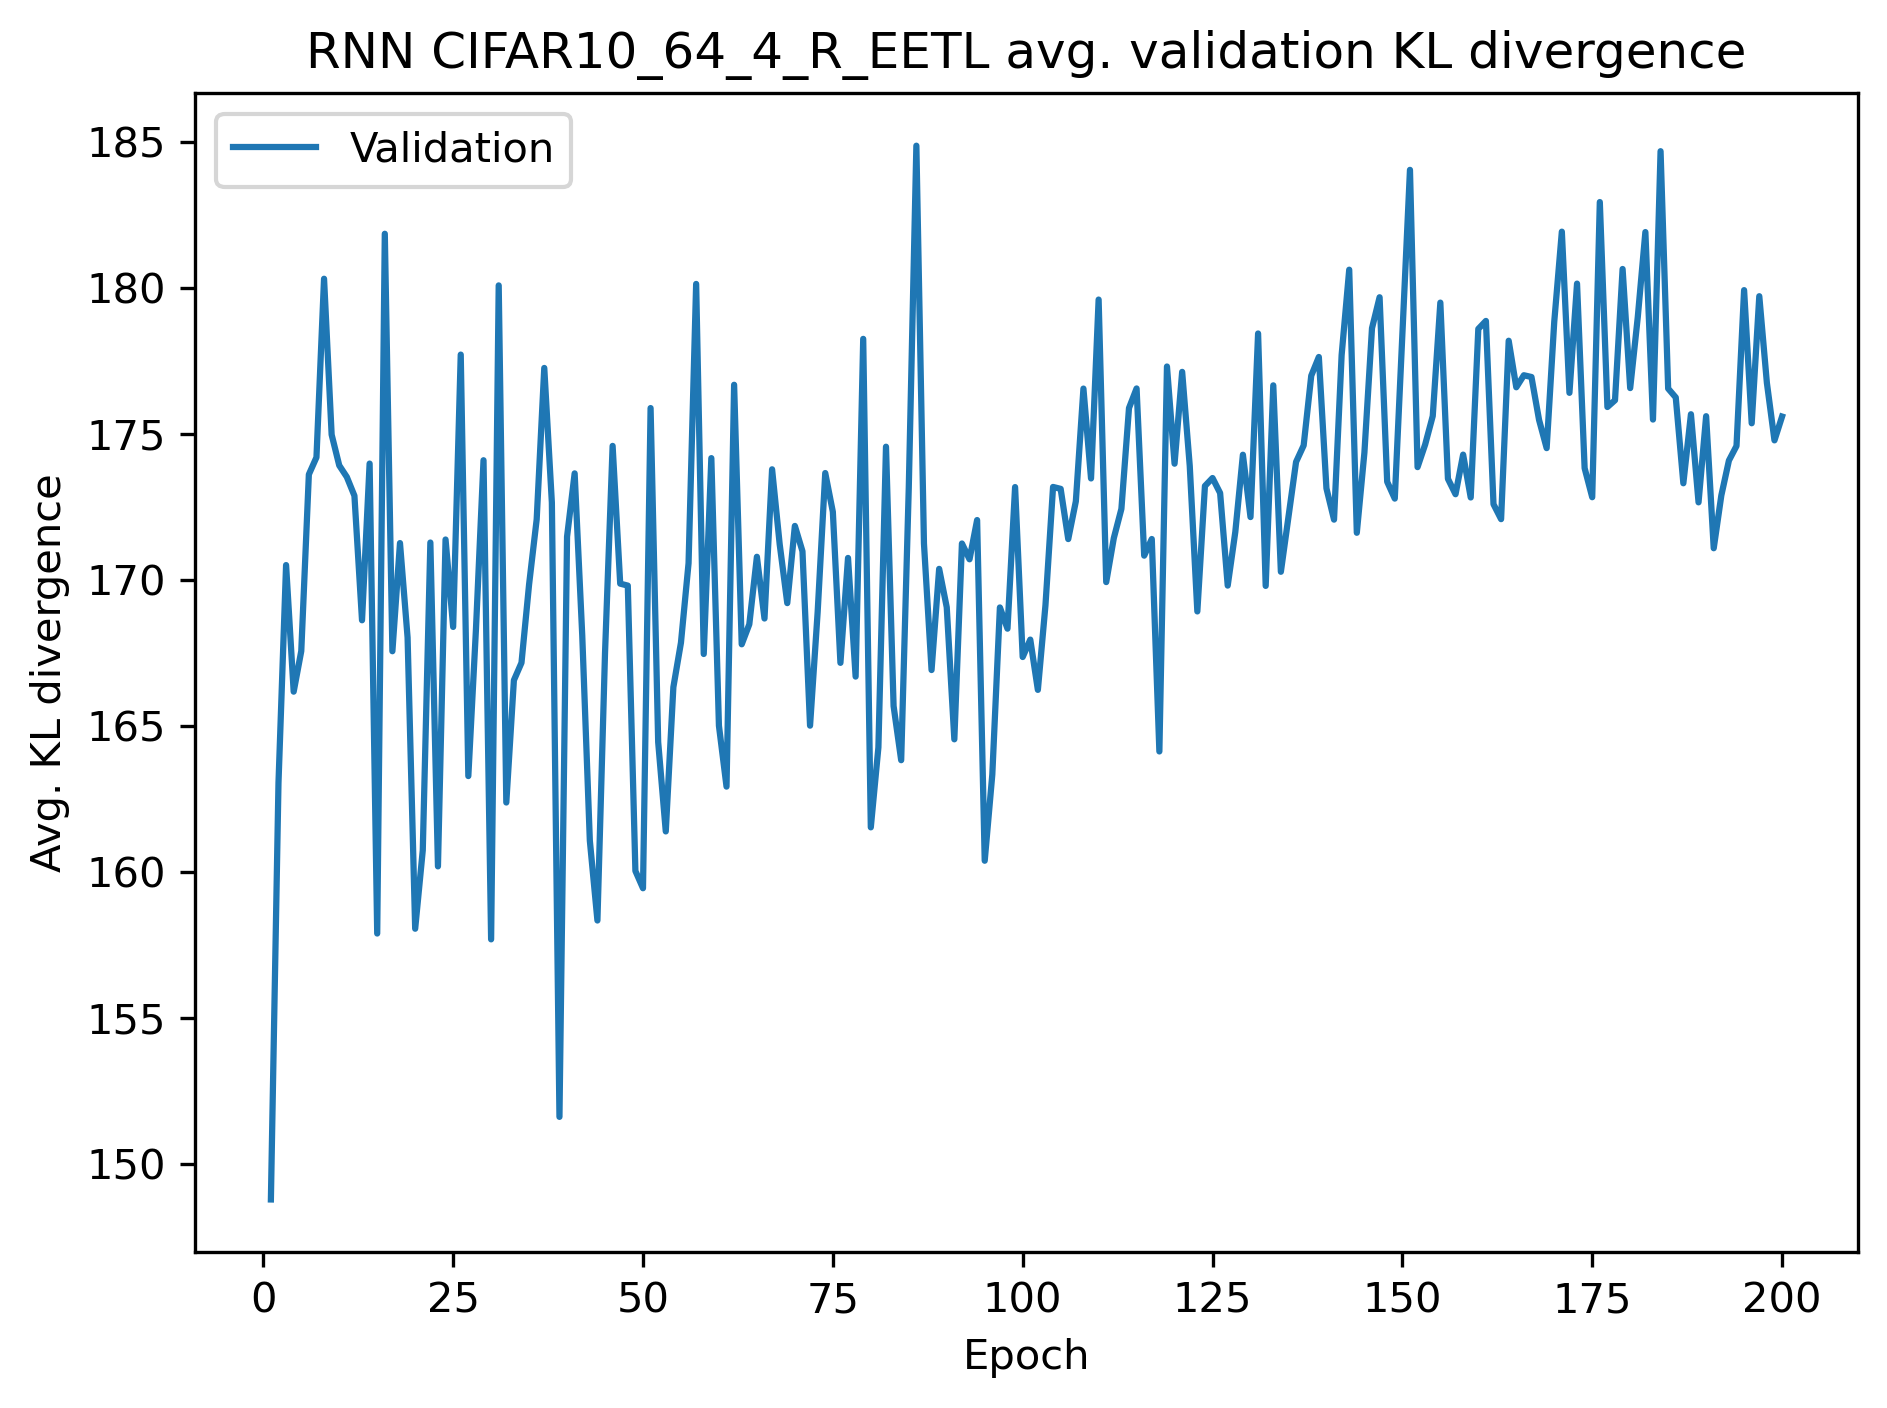 RNN CIFAR10_64_4_R_EETL avg. validation KL divergence
Validation
Avg. KL divergence
185
180
175
170
165
160
155
150
0 25 50 75 100 125 150 175 200
Epoch